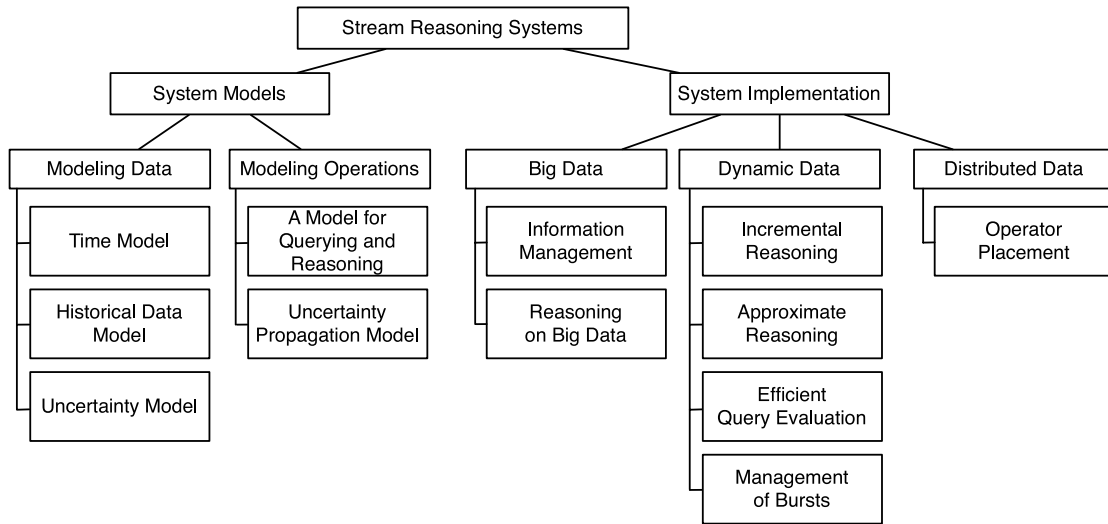 Stream Reasoning Systems
System Models
System Implementation
Modeling Data
Modeling Operations
Big Data
Dynamic Data
Distributed Data
Time Model
Historical Data
Model
Uncertainty Model
A Model for
Querying and
Reasoning
Uncertainty
Propagation Model
Information
Management
Reasoning
on Big Data
Incremental
Reasoning
Approximate
Reasoning
Efficient
Query Evaluation
Management
of Bursts
Operator
Placement